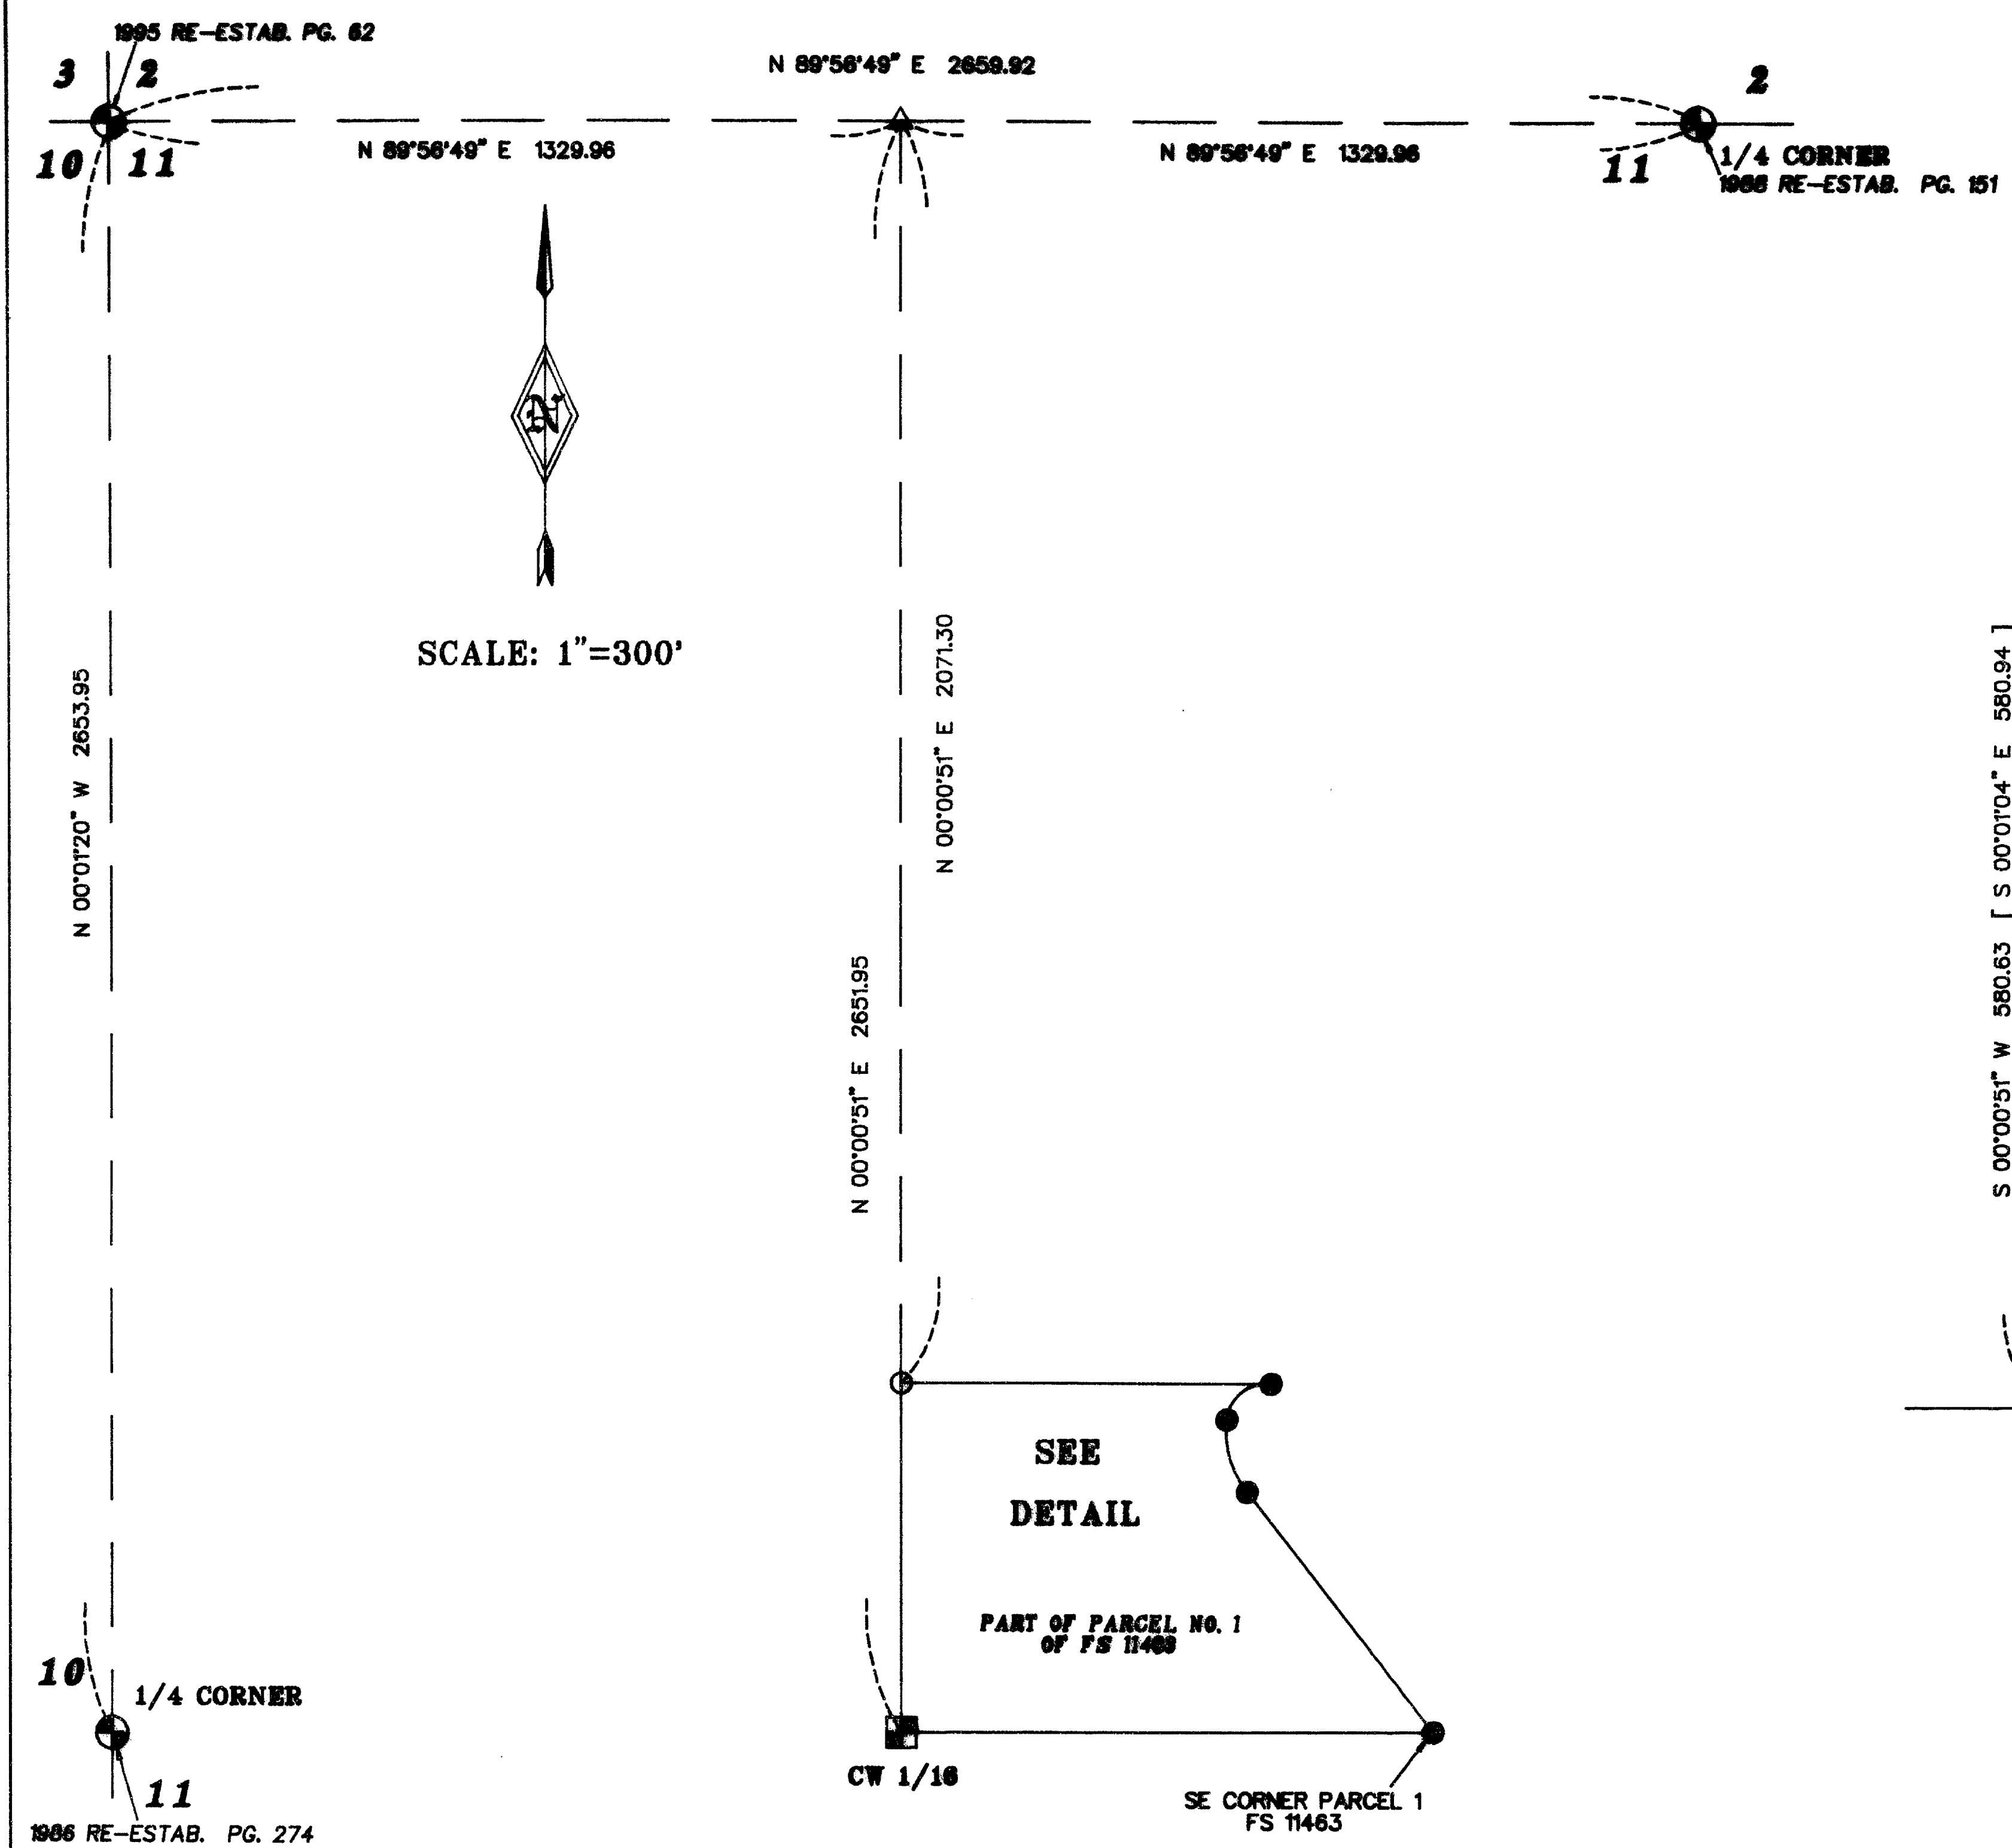 1995 RE-ESTAB. PG. 62
N 89°56'49" E 2659.92
3 2
2
10 11
N 89°56'49" E 1329.96
N 89°56'49" E 1329.96
11
1/4 CORNER
1988 RE-ESTAB. PG. 151
N
SCALE: 1"=300'
N 00°01'20" W 2653.95
N 00°00'51" E 2071.30
N 00°00'51" E 2651.95
S 00°00'51" W 580.63 [ S 00°01'04" E 580.94 ]
SEE
DETAIL
PART OF PARCEL NO. 1
OF FS 11463
10
1/4 CORNER
11
1986 RE-ESTAB. PG. 274
CW 1/16
SE CORNER PARCEL 1
FS 11463